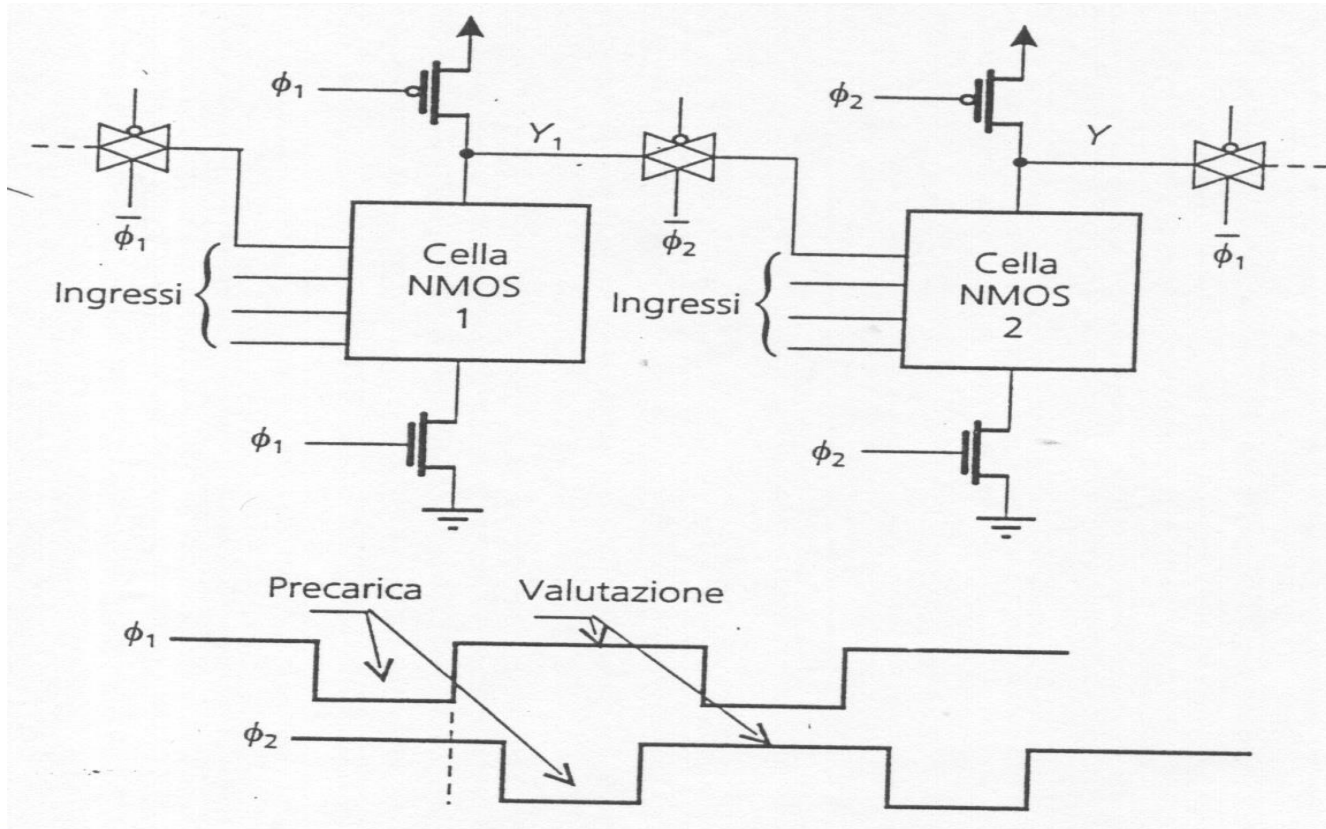 ϕ₁
ϕ₂
Y₁
Y
ϕ̅₁
ϕ̅₂
ϕ̅₁
Ingressi
Cella
NMOS
1
Ingressi
Cella
NMOS
2
ϕ₁
ϕ₂
Precarica
Valutazione
ϕ₁
ϕ₂